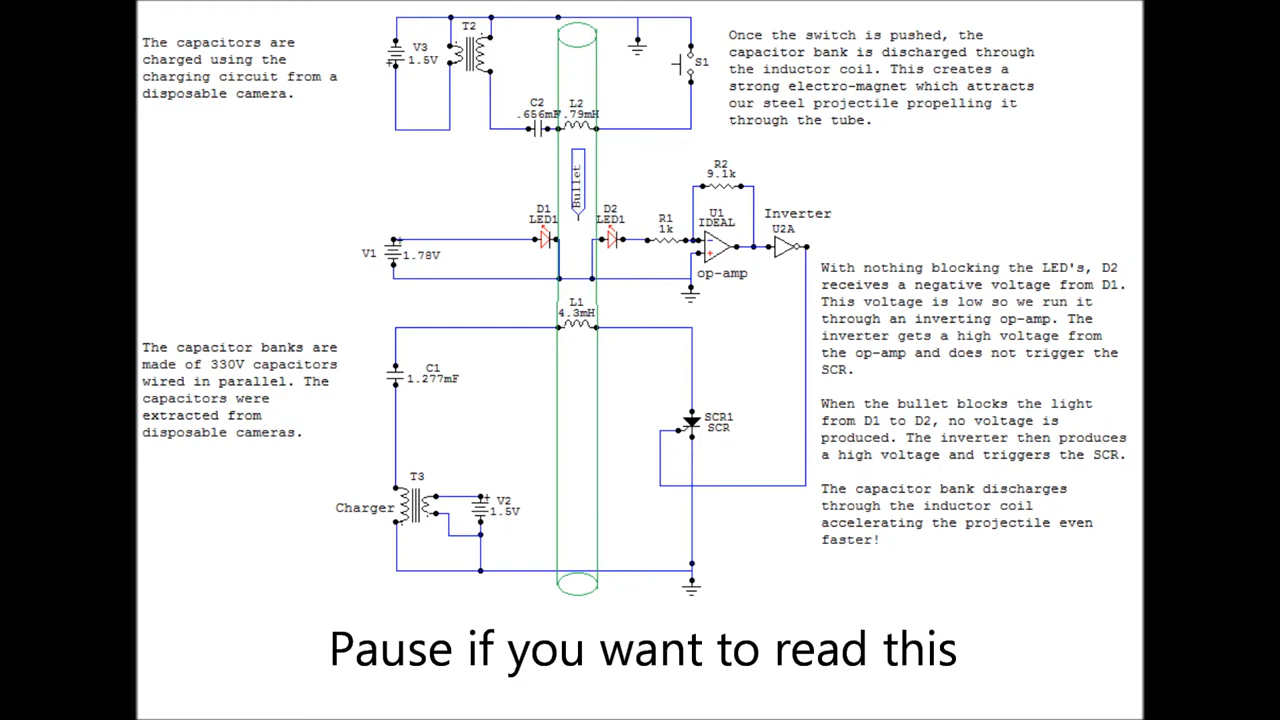 The capacitors are
charged using the
charging circuit from a
disposable camera.
V3
1.5V
+
T2
S1
C2
.656mF
L2
.79mH
Once the switch is pushed, the
capacitor bank is discharged through
the inductor coil. This creates a
strong electro-magnet which attracts
our steel projectile propelling it
through the tube.
Bullet
D1
LED1
D2
LED1
R1
1k
R2
9.1k
U1
IDEAL
-
+
op-amp
Inverter
U2A
V1
+
1.78V
L1
4.3mH
With nothing blocking the LED's, D2
receives a negative voltage from D1.
This voltage is low so we run it
through an inverting op-amp. The
inverter gets a high voltage from
the op-amp and does not trigger the
SCR.
When the bullet blocks the light
from D1 to D2, no voltage is
produced. The inverter then produces
a high voltage and triggers the SCR.
The capacitor bank discharges
through the inductor coil
accelerating the projectile even
faster!
The capacitor banks are
made of 330V capacitors
wired in parallel. The
capacitors were
extracted from
disposable cameras.
C1
1.277mF
SCR1
SCR
T3
Charger
+
V2
1.5V
Pause if you want to read this